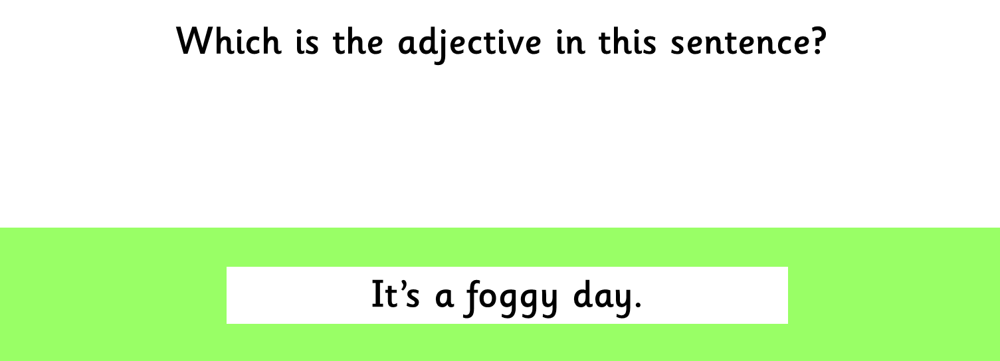 Which is the adjective in this sentence?
It’s a foggy day.